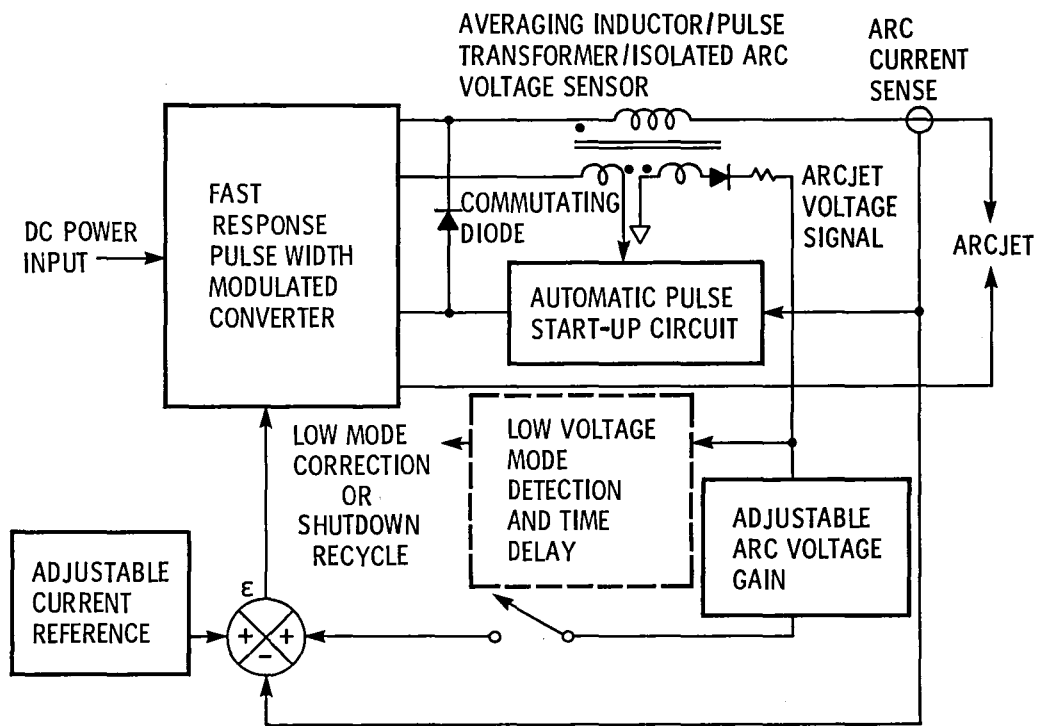 AVERAGING INDUCTOR/PULSE
TRANSFORMER/ISOLATED ARC
VOLTAGE SENSOR
ARC
CURRENT
SENSE
FAST
RESPONSE
PULSE WIDTH
MODULATED
CONVERTER
COMMUTATING
DIODE
ARCJET
VOLTAGE
SIGNAL
DC POWER
INPUT
ARCJET
AUTOMATIC PULSE
START-UP CIRCUIT
LOW MODE
CORRECTION
OR
SHUTDOWN
RECYCLE
LOW VOLTAGE
MODE
DETECTION
AND TIME
DELAY
ADJUSTABLE
ARC VOLTAGE
GAIN
ADJUSTABLE
CURRENT
REFERENCE
ε
+ +
-